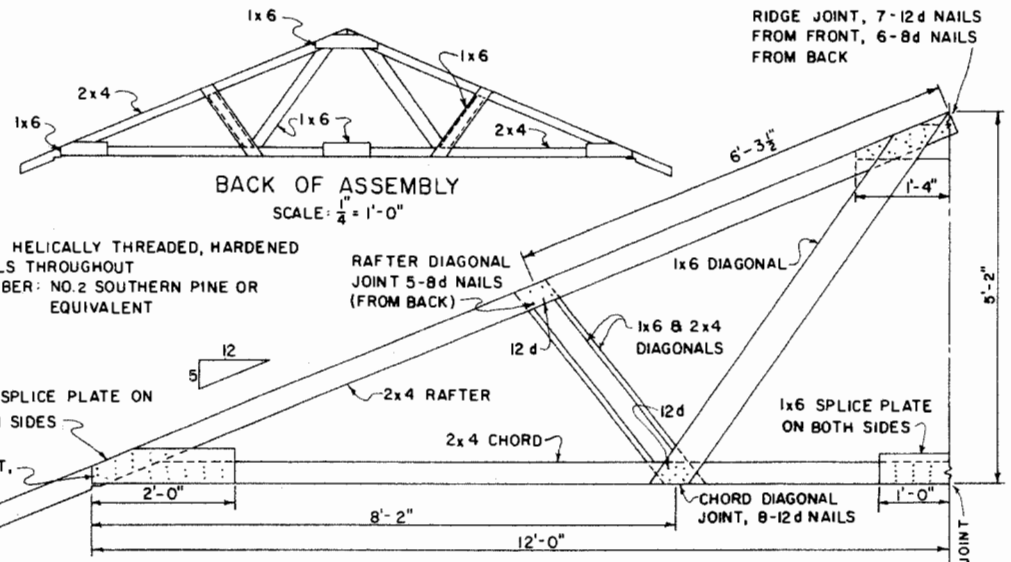 1x6
1x6
2x4
1x6
1x6
2x4
BACK OF ASSEMBLY
SCALE: 1/4" = 1'-0"
RIDGE JOINT, 7-12d NAILS
FROM FRONT, 6-8d NAILS
FROM BACK
6'-3 1/2"
1'-4"
HELICALLY THREADED, HARDENED
LS THROUGHOUT
BER: NO.2 SOUTHERN PINE OR
EQUIVALENT
RAFTER DIAGONAL
JOINT 5-8d NAILS
(FROM BACK)
1x6 DIAGONAL
5'-2"
12d
1x6 & 2x4
DIAGONALS
12
5
SPLICE PLATE ON
SIDES
2x4 RAFTER
12d
1x6 SPLICE PLATE
ON BOTH SIDES
2x4 CHORD
T,
2'-0"
CHORD DIAGONAL
JOINT, 8-12d NAILS
1'-0"
8'-2"
12'-0"
JOINT